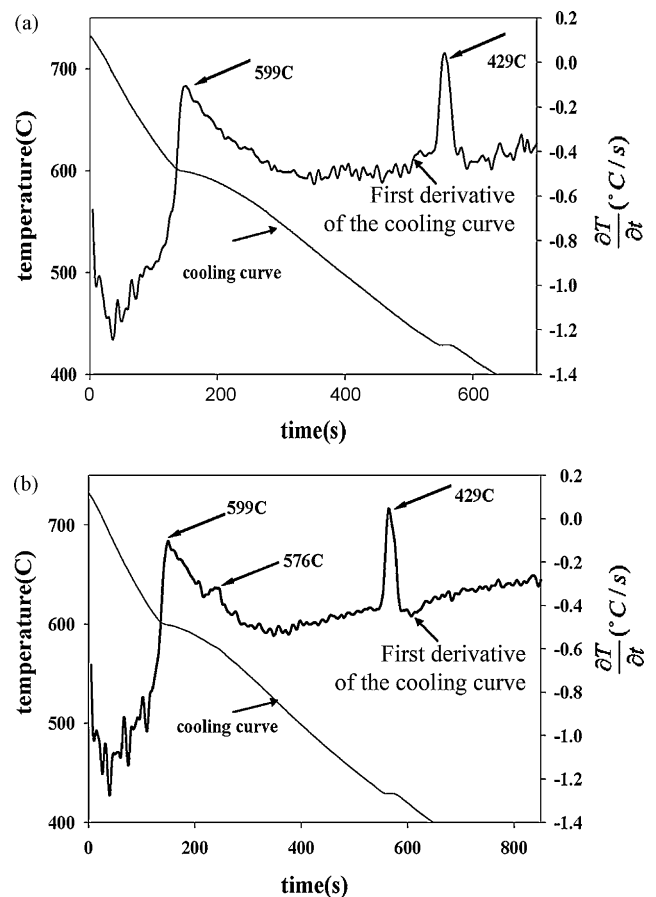 (a)
599C
429C
First derivative
of the cooling curve
cooling curve
temperature(C)
700
600
500
400
0.2
0.0
-0.2
-0.4
-0.6
-0.8
-1.0
-1.2
-1.4
∂T/∂t (°C/s)
0 200 400 600
time(s)
(b)
599C
576C
429C
First derivative
of the cooling curve
cooling curve
temperature(C)
700
600
500
400
0.2
0.0
-0.2
-0.4
-0.6
-0.8
-1.0
-1.2
-1.4
∂T/∂t (°C/s)
0 200 400 600 800
time(s)